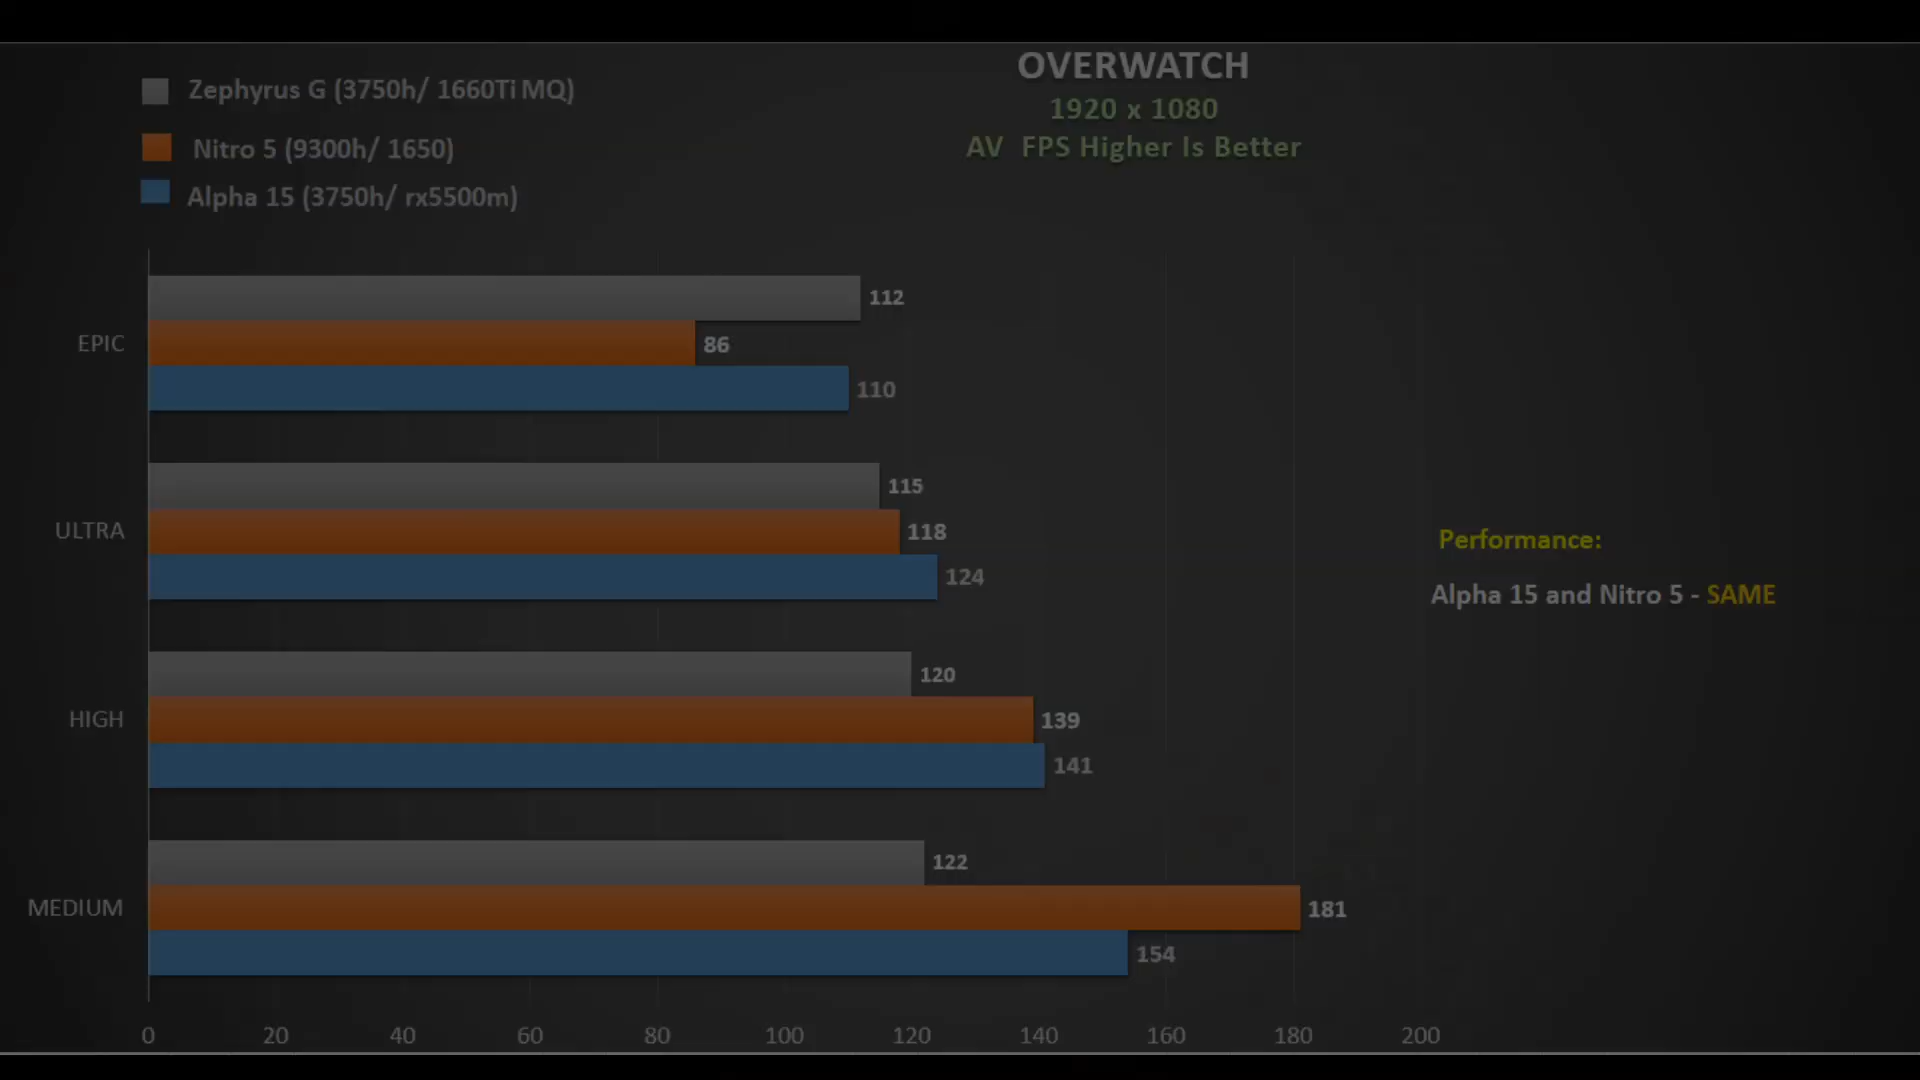 OVERWATCH
1920 x 1080
AV FPS Higher Is Better
Zephyrus G (3750h/ 1660Ti MQ)
Nitro 5 (9300h/ 1650)
Alpha 15 (3750h/ rx5500m)
EPIC
112
86
110
ULTRA
115
118
124
HIGH
120
139
141
MEDIUM
122
181
154
Performance:
Alpha 15 and Nitro 5 - SAME
0 20 40 60 80 100 120 140 160 180 200